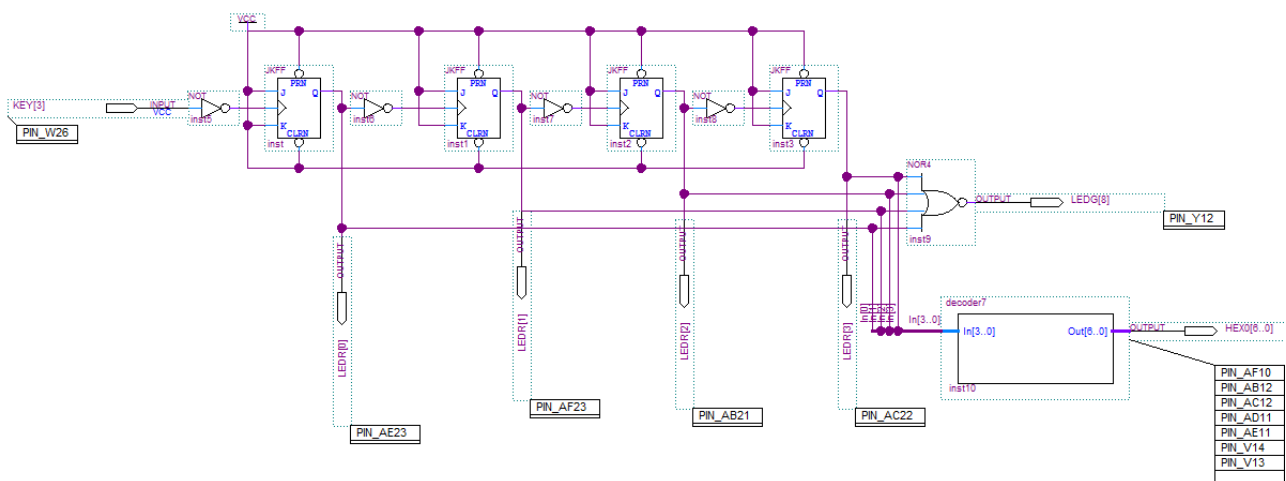 VCC
JKFF
JKFF
JKFF
JKFF
PRN
PRN
PRN
PRN
NOT
J
Q
NOT
J
Q
NOT
J
Q
NOT
J
Q
KEY[3]
INPUT
VCC
inst5
K
inst6
K
inst7
K
inst8
K
CLRN
CLRN
CLRN
CLRN
PIN_W26
inst
inst1
inst2
inst3
NOR4
OUTPUT
LEDG[8]
PIN_Y12
inst9
OUTPUT
OUTPUT
OUTPUT
OUTPUT
LEDR[0]
LEDR[1]
LEDR[2]
LEDR[3]
decoder7
In[3..0]
In[3..0]
Out[6..0]
OUTPUT
HEX0[6..0]
inst10
PIN_AE23
PIN_AF23
PIN_AB21
PIN_AC22
PIN_AF10
PIN_AB12
PIN_AC12
PIN_AD11
PIN_AE11
PIN_V14
PIN_V13